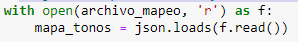 with open(archivo_mapeo, 'r') as f:
    mapa_tonos = json.loads(f.read())